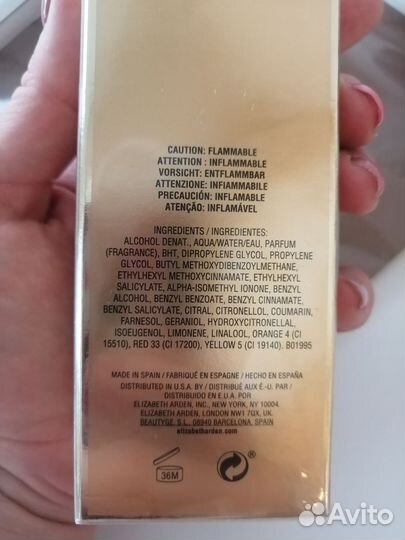 CAUTION: FLAMMABLE
ATTENTION : INFLAMMABLE
VORSICHT: ENTFLAMMBAR
ATTENZIONE: INFIAMMABILE
PRECAUCIÓN: INFLAMABLE
ATENÇÃO: INFLAMÁVEL
INGREDIENTS / INGREDIENTES:
ALCOHOL DENAT., AQUA/WATER/EAU, PARFUM
(FRAGRANCE), BHT, DIPROPYLENE GLYCOL, PROPYLENE
GLYCOL, BUTYL METHOXYDIBENZOYLMETHANE,
ETHYLHEXYL METHOXYCINNAMATE, ETHYLHEXYL
SALICYLATE, ALPHA-ISOMETHYL IONONE, BENZYL
ALCOHOL, BENZYL BENZOATE, BENZYL CINNAMATE,
BENZYL SALICYLATE, CITRAL, CITRONELLOL, COUMARIN,
FARNESOL, GERANIOL, HYDROXYCITRONELLAL,
ISOEUGENOL, LIMONENE, LINALOOL, ORANGE 4 (CI
15510), RED 33 (CI 17200), YELLOW 5 (CI 19140). B01995
MADE IN SPAIN / FABRIQUÉ EN ESPAGNE / HECHO EN ESPAÑA
DISTRIBUTED IN U.S.A. BY / DISTRIBUÉ AUX É.-U. PAR /
DISTRIBUIDO EN E.U.A. POR
ELIZABETH ARDEN, INC., NEW YORK, NY 10004.
ELIZABETH ARDEN, LONDON NW1 7QX, UK.
BEAUTYGE, S.L., 08940 BARCELONA, SPAIN
elizabetharden.com
36M
®
Avito